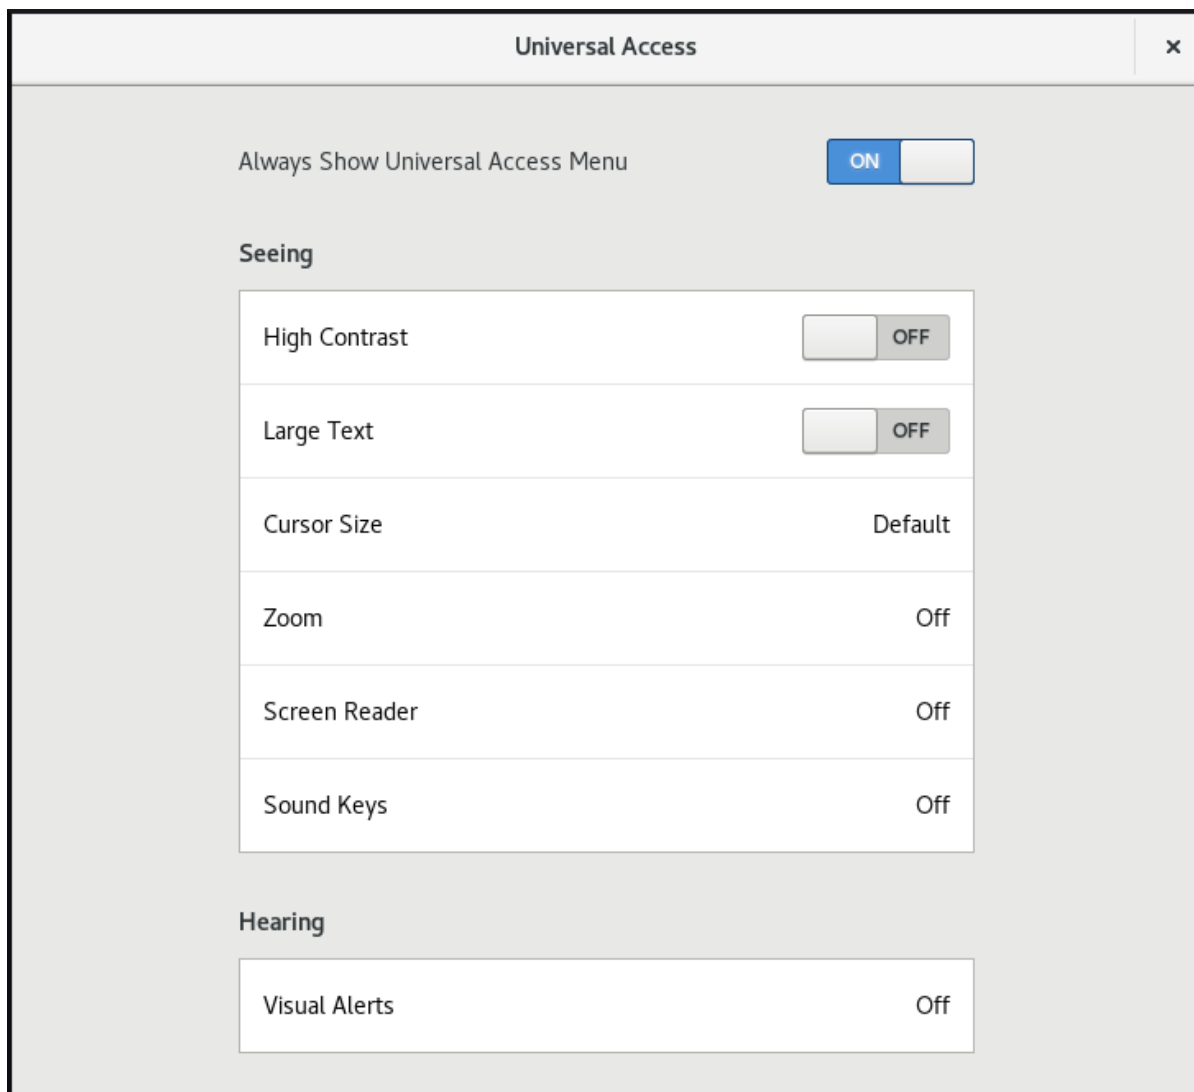 Universal Access
Always Show Universal Access Menu ON
Seeing
High Contrast OFF
Large Text OFF
Cursor Size Default
Zoom Off
Screen Reader Off
Sound Keys Off
Hearing
Visual Alerts Off